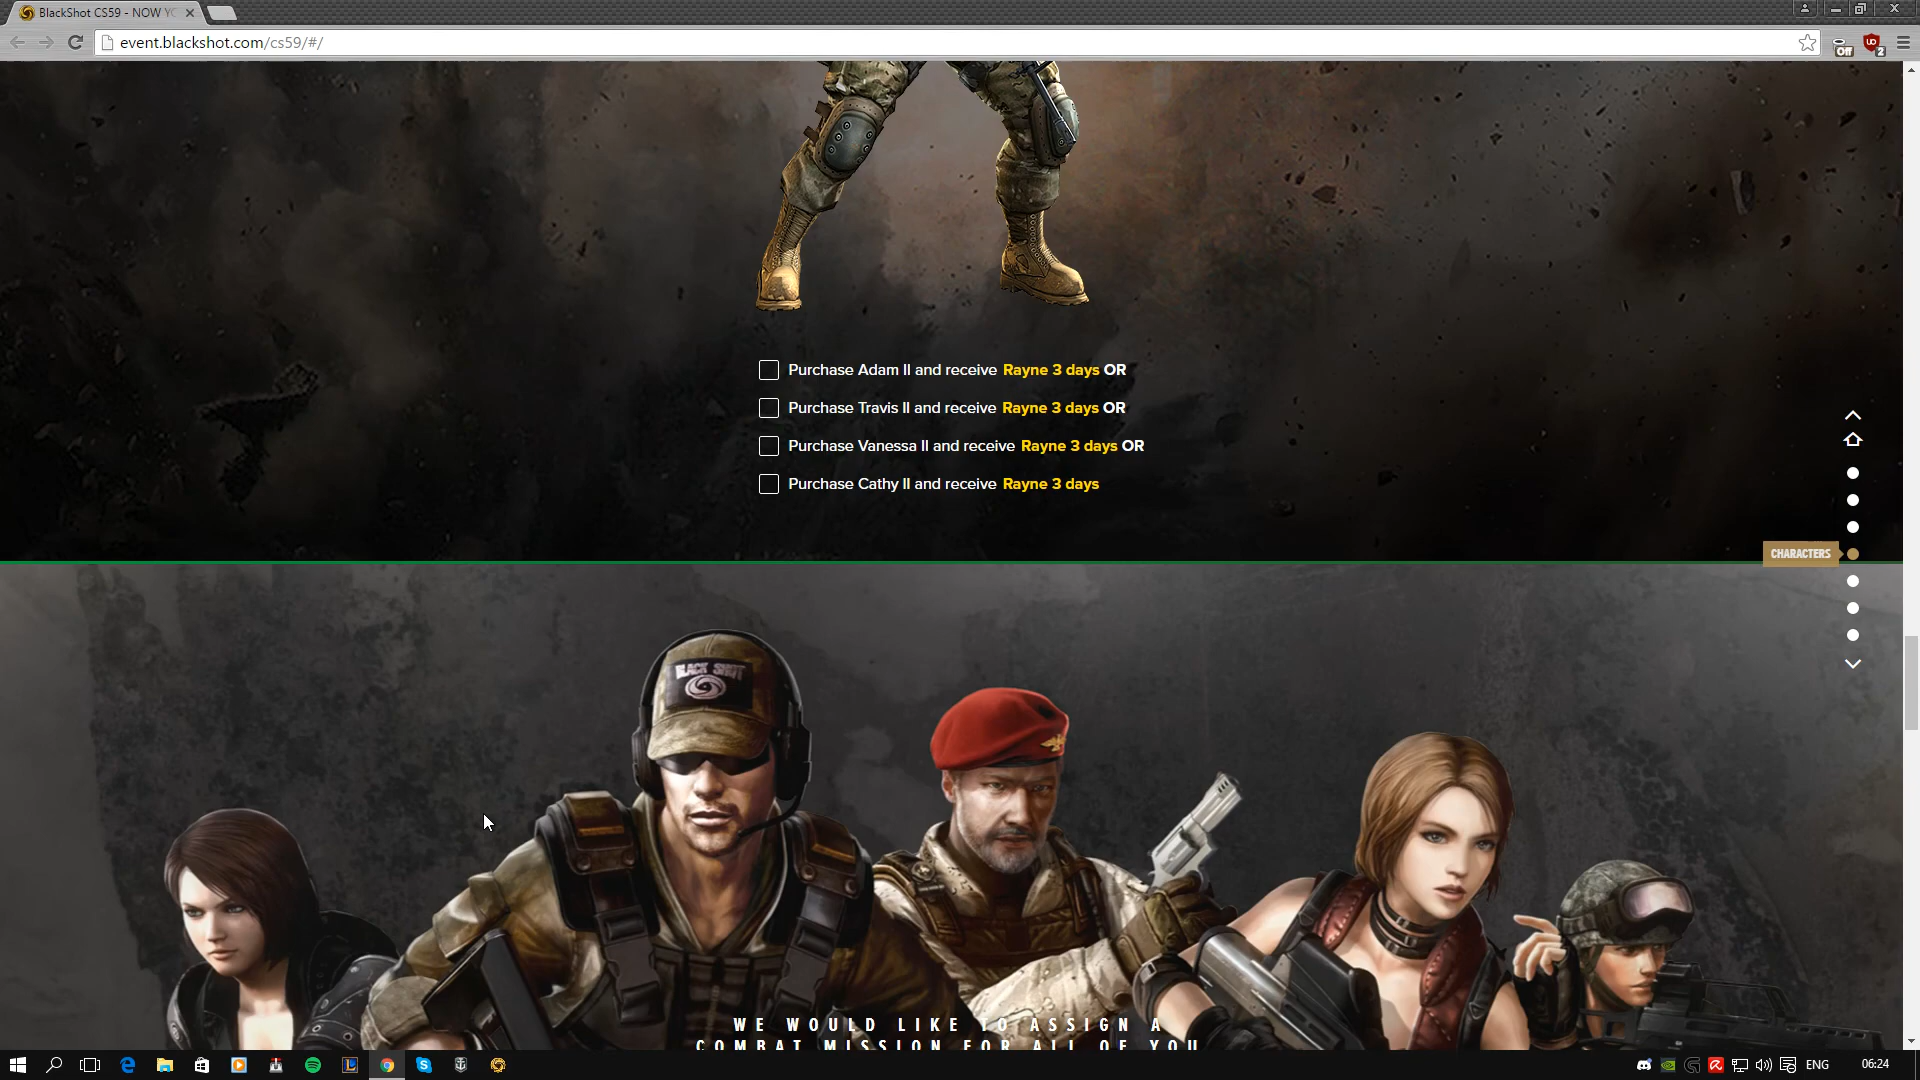 BlackShot CS59 - NOW YO
event.blackshot.com/cs59/#/
Off
2
Purchase Adam II and receive Rayne 3 days OR
Purchase Travis II and receive Rayne 3 days OR
Purchase Vanessa II and receive Rayne 3 days OR
Purchase Cathy II and receive Rayne 3 days
CHARACTERS
BLACK SHOT
WE WOULD LIKE TO ASSIGN A
COMBAT MISSION FOR ALL OF YOU
ENG
06:24